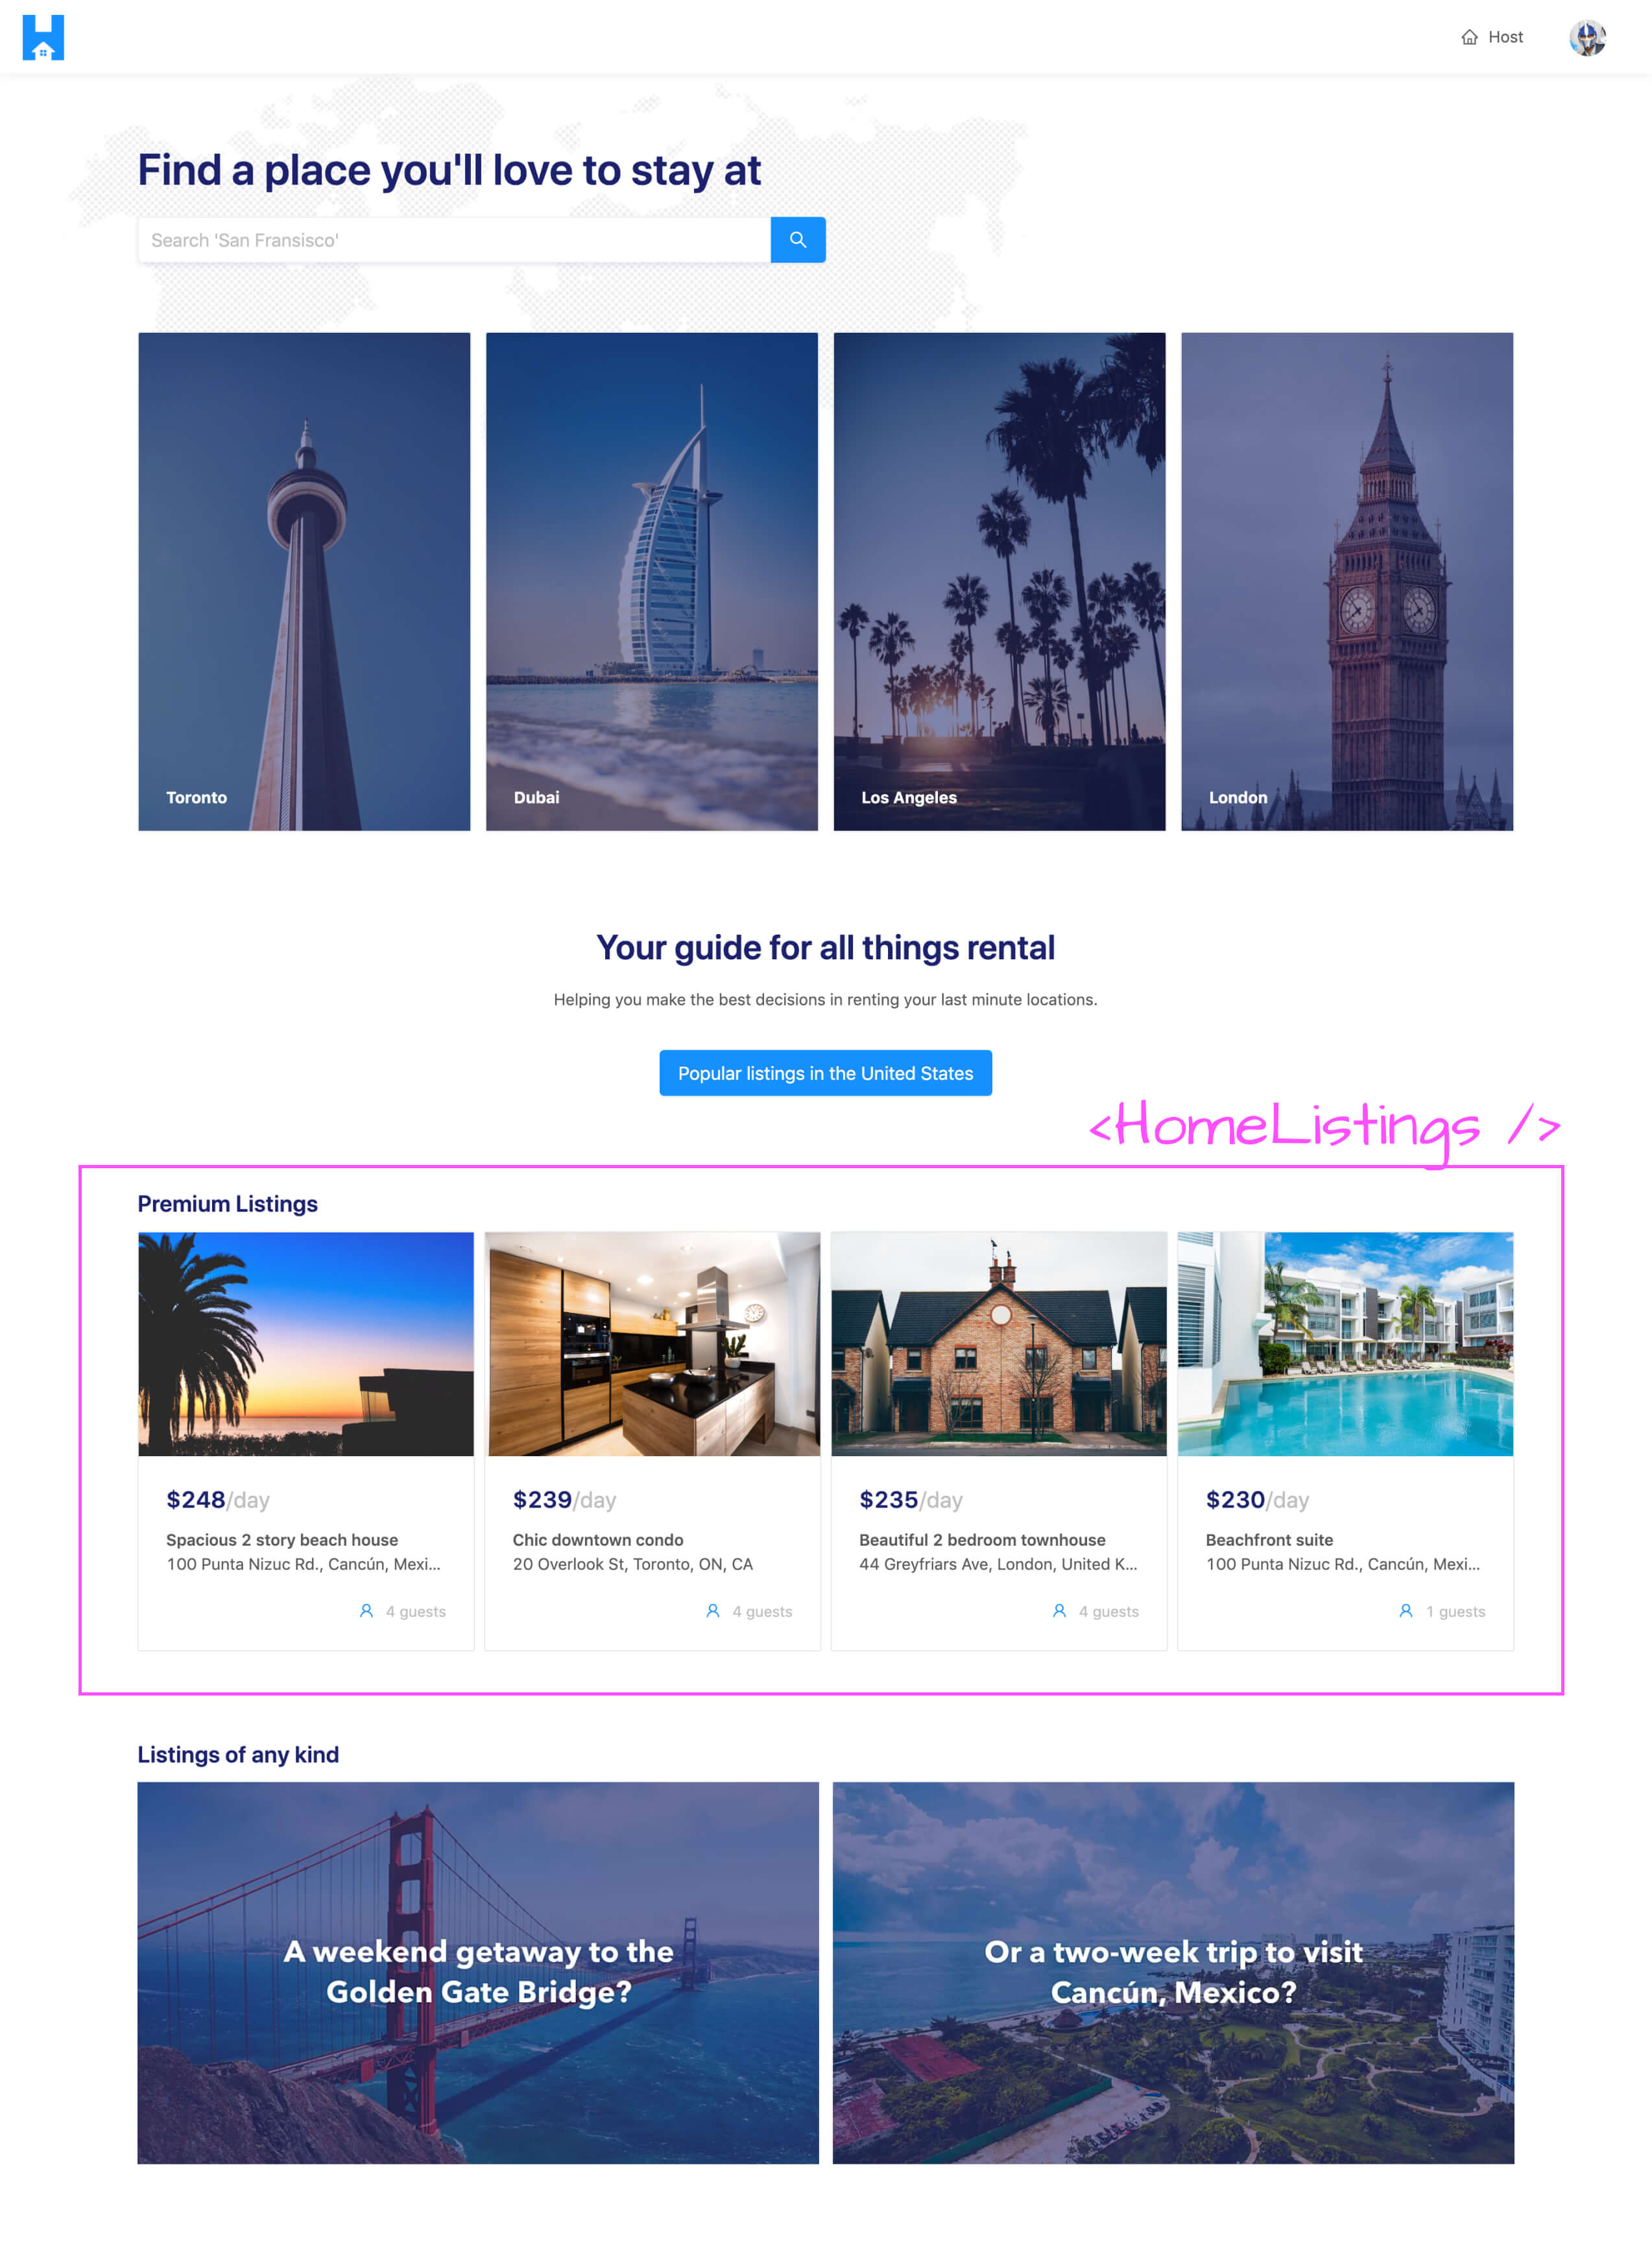 Host
Find a place you'll love to stay at
Search 'San Fransisco'
Toronto
Dubai
Los Angeles
London
Your guide for all things rental
Helping you make the best decisions in renting your last minute locations.
Popular listings in the United States
<HomeListings />
Premium Listings
$248/day
Spacious 2 story beach house
100 Punta Nizuc Rd., Cancún, Mexi...
4 guests
$239/day
Chic downtown condo
20 Overlook St, Toronto, ON, CA
4 guests
$235/day
Beautiful 2 bedroom townhouse
44 Greyfriars Ave, London, United K...
4 guests
$230/day
Beachfront suite
100 Punta Nizuc Rd., Cancún, Mexi...
1 guests
Listings of any kind
A weekend getaway to the
Golden Gate Bridge?
Or a two-week trip to visit
Cancún, Mexico?